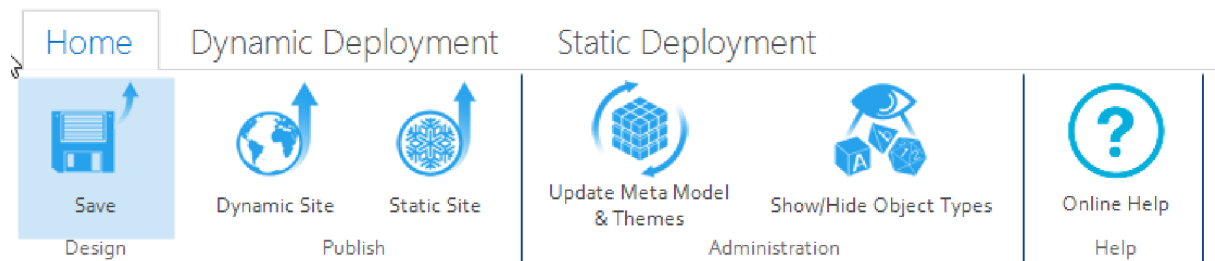 Home Dynamic Deployment Static Deployment
Save Dynamic Site Static Site Update Meta Model
& Themes Show/Hide Object Types Online Help
Design Publish Administration Help